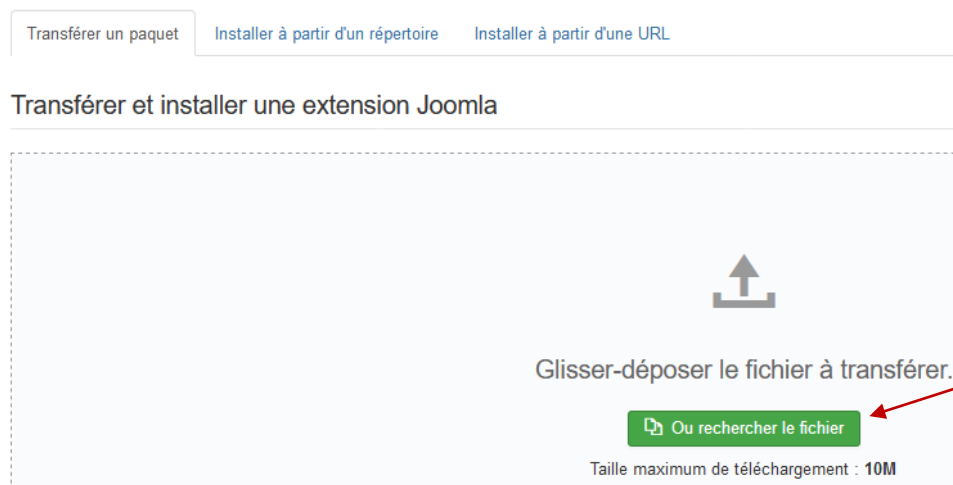 Transférer un paquet Installer à partir d'un répertoire Installer à partir d'une URL
Transférer et installer une extension Joomla
Glisser-déposer le fichier à transférer.
Ou rechercher le fichier
Taille maximum de téléchargement : 10M